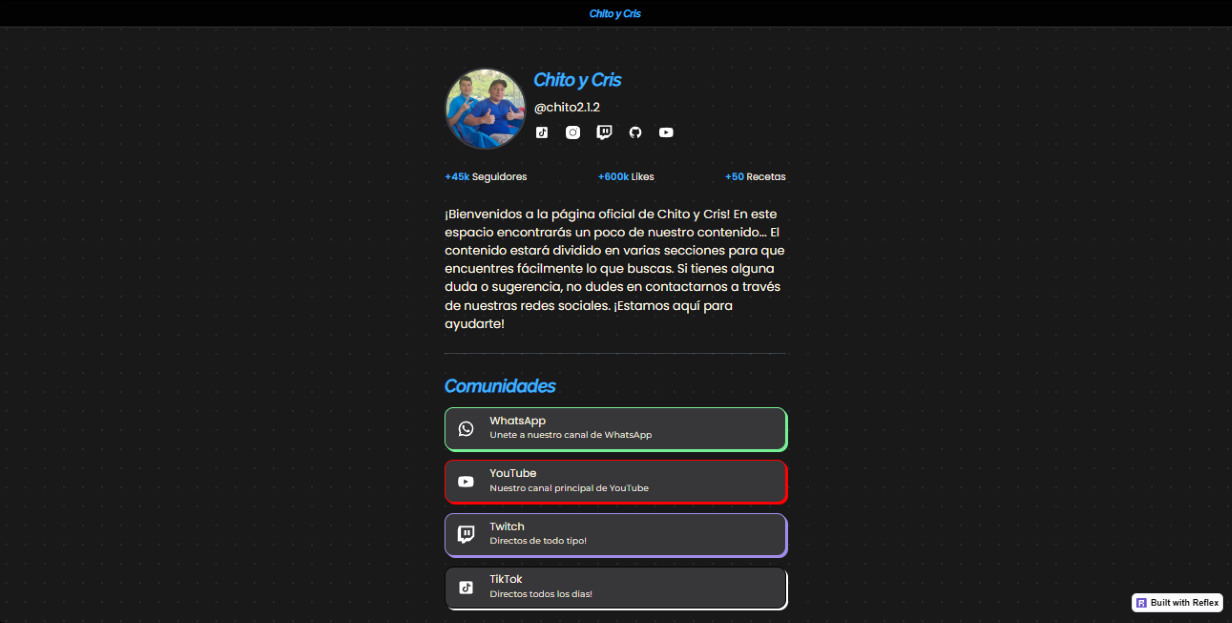 Chito y Cris
Chito y Cris
@chito2.1.2
+45k Seguidores
+600k Likes
+50 Recetas
¡Bienvenidos a la página oficial de Chito y Cris! En este
espacio encontrarás un poco de nuestro contenido... El
contenido estará dividido en varias secciones para que
encuentres fácilmente lo que buscas. Si tienes alguna
duda o sugerencia, no dudes en contactarnos a través
de nuestras redes sociales. ¡Estamos aquí para
ayudarte!
Comunidades
WhatsApp
Unete a nuestro canal de WhatsApp
YouTube
Nuestro canal principal de YouTube
Twitch
Directos de todo tipo!
TikTok
Directos todos los dias!
R Built with Reflex